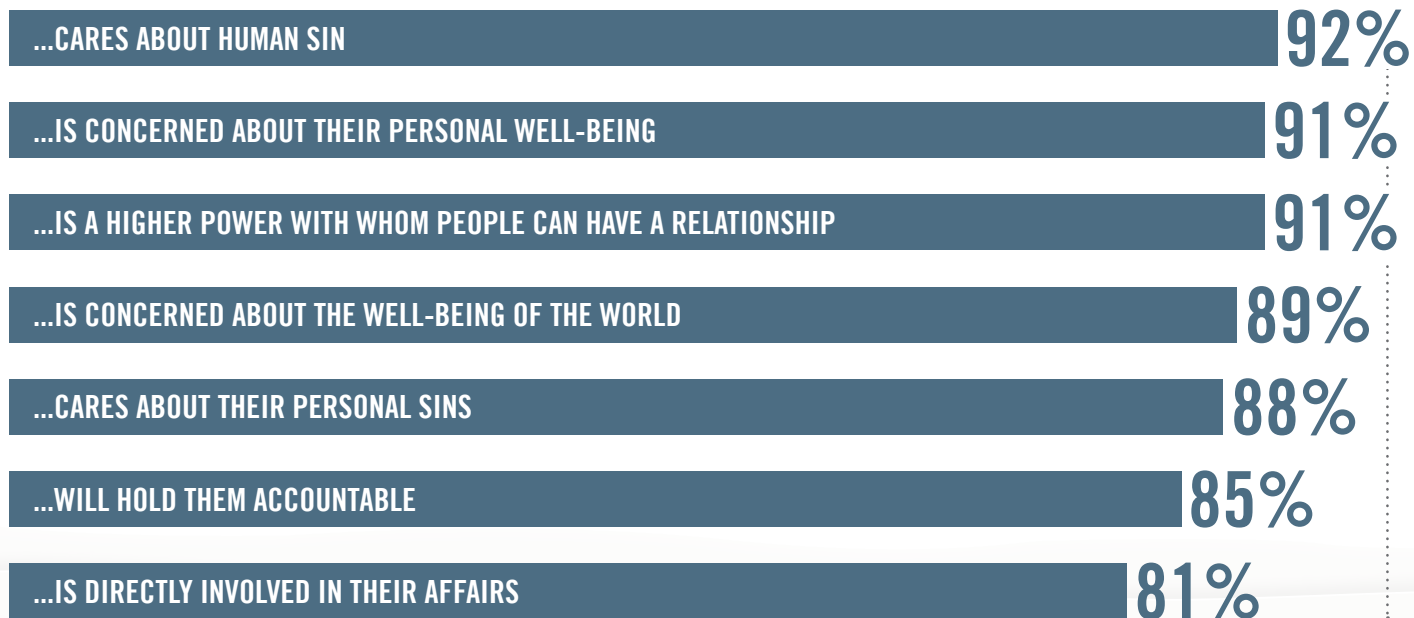 ...CARES ABOUT HUMAN SIN 92%
...IS CONCERNED ABOUT THEIR PERSONAL WELL-BEING 91%
...IS A HIGHER POWER WITH WHOM PEOPLE CAN HAVE A RELATIONSHIP 91%
...IS CONCERNED ABOUT THE WELL-BEING OF THE WORLD 89%
...CARES ABOUT THEIR PERSONAL SINS 88%
...WILL HOLD THEM ACCOUNTABLE 85%
...IS DIRECTLY INVOLVED IN THEIR AFFAIRS 81%